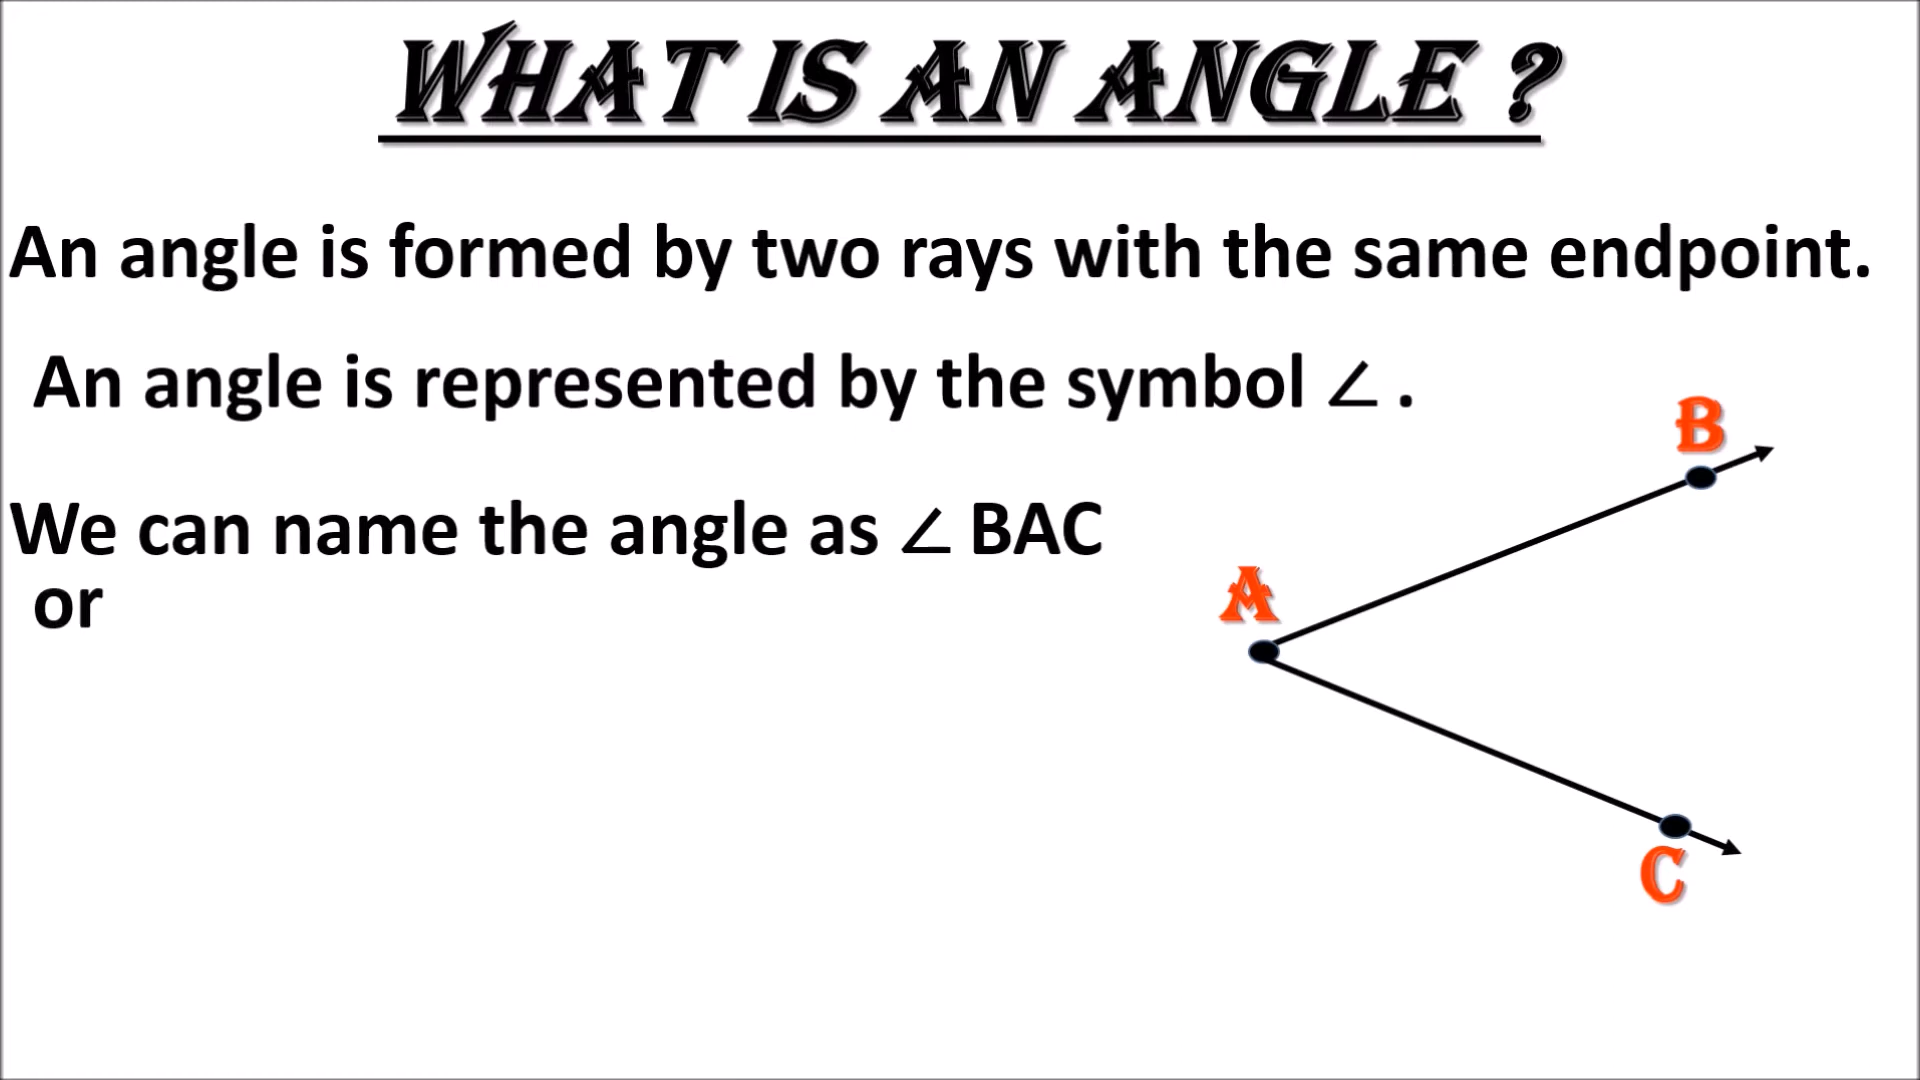 WHAT IS AN ANGLE ?
An angle is formed by two rays with the same endpoint.
An angle is represented by the symbol ∠ .
B
We can name the angle as ∠ BAC
or
A
C